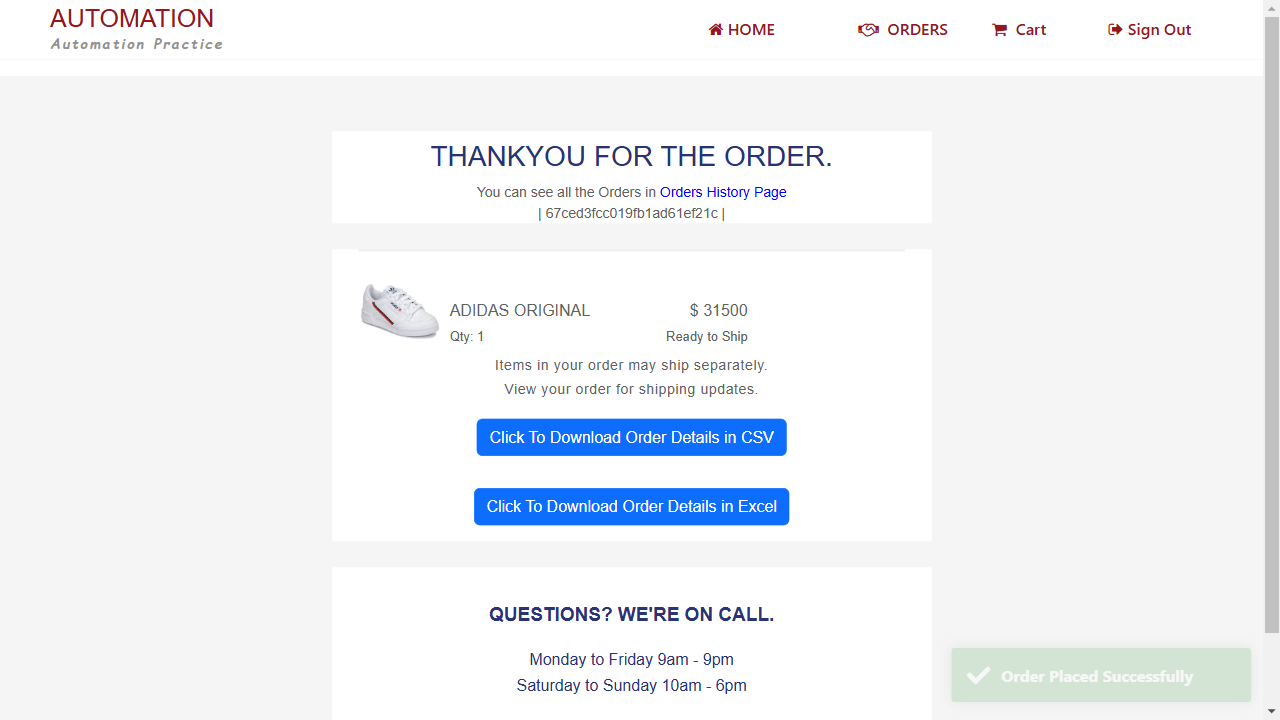 AUTOMATION
Automation Practice
HOME
ORDERS
Cart
Sign Out
THANKYOU FOR THE ORDER.
You can see all the Orders in Orders History Page
| 67ced3fcc019fb1ad61ef21c |
ADIDAS ORIGINAL
$ 31500
Qty: 1
Ready to Ship
Items in your order may ship separately.
View your order for shipping updates.
Click To Download Order Details in CSV
Click To Download Order Details in Excel
QUESTIONS? WE'RE ON CALL.
Monday to Friday 9am - 9pm
Saturday to Sunday 10am - 6pm
Order Placed Successfully